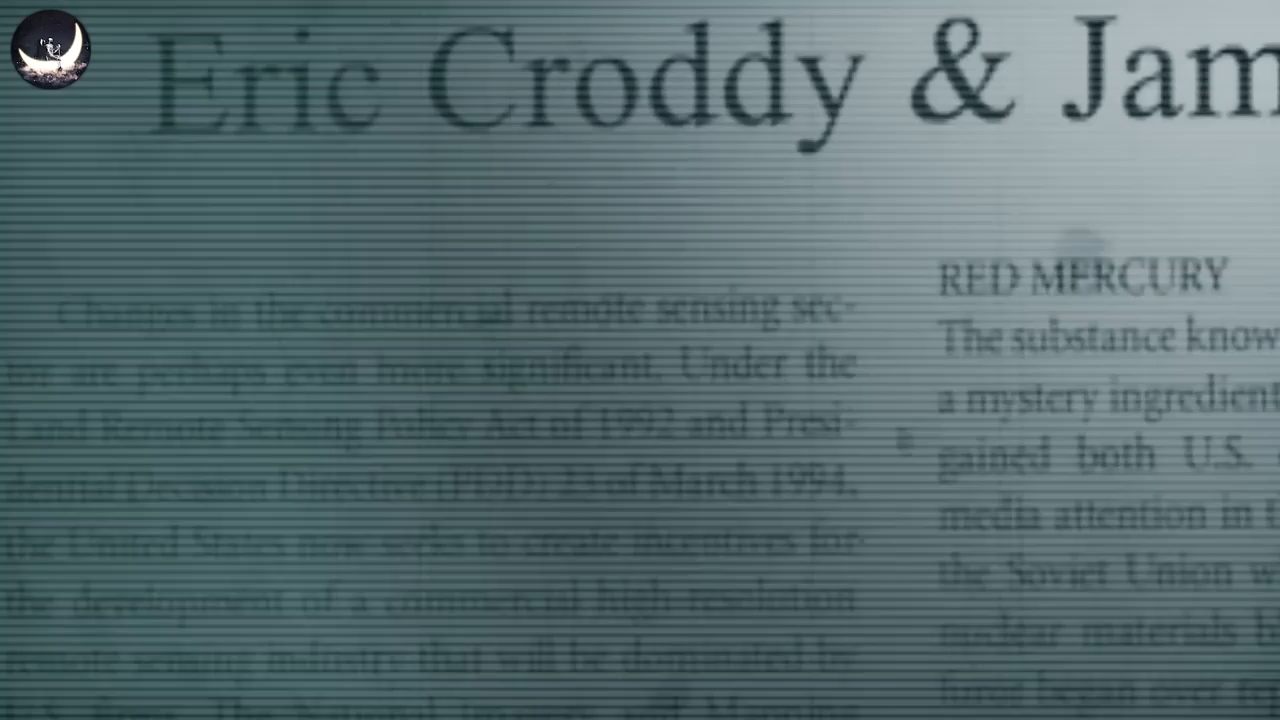 Eric Croddy & Jam
Changes in the commercial remote sensing sec-
tor are perhaps even more significant. Under the
Land Remote Sensing Policy Act of 1992 and Presi-
dential Decision Directive (PDD) 23 of March 1994,
the United States now seeks to create incentives for
the development of a commercial high-resolution
remote sensing industry that will be dominated by
RED MERCURY
The substance know
a mystery ingredient
gained both U.S.
media attention in t
the Soviet Union w
nuclear materials b